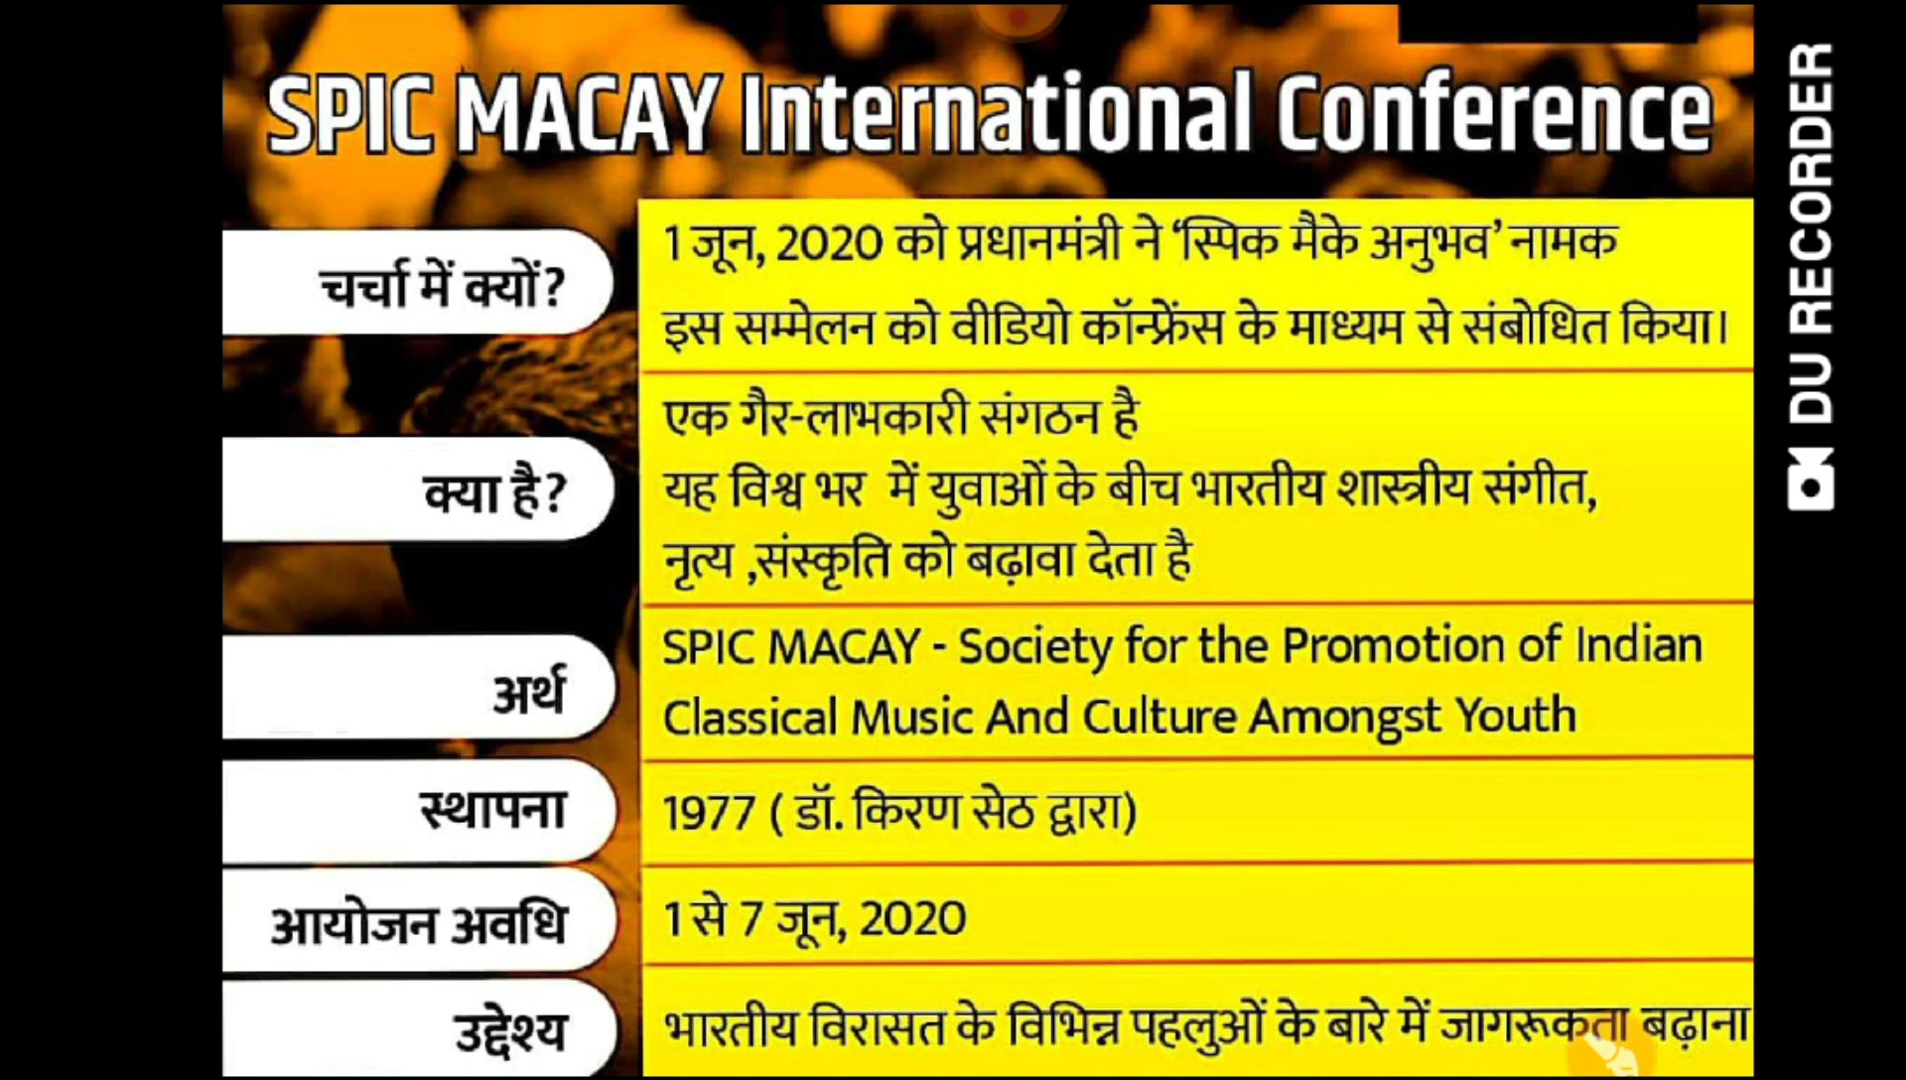 SPIC MACAY International Conference
चर्चा में क्यों?
1 जून, 2020 को प्रधानमंत्री ने ‘स्पिक मैके अनुभव’ नामक
इस सम्मेलन को वीडियो कॉन्फ्रेंस के माध्यम से संबोधित किया।
क्या है?
एक गैर-लाभकारी संगठन है
यह विश्व भर में युवाओं के बीच भारतीय शास्त्रीय संगीत,
नृत्य ,संस्कृति को बढ़ावा देता है
अर्थ
SPIC MACAY - Society for the Promotion of Indian
Classical Music And Culture Amongst Youth
स्थापना
1977 ( डॉ. किरण सेठ द्वारा)
आयोजन अवधि
1 से 7 जून, 2020
उद्देश्य
भारतीय विरासत के विभिन्न पहलुओं के बारे में जागरूकता बढ़ाना
DU RECORDER